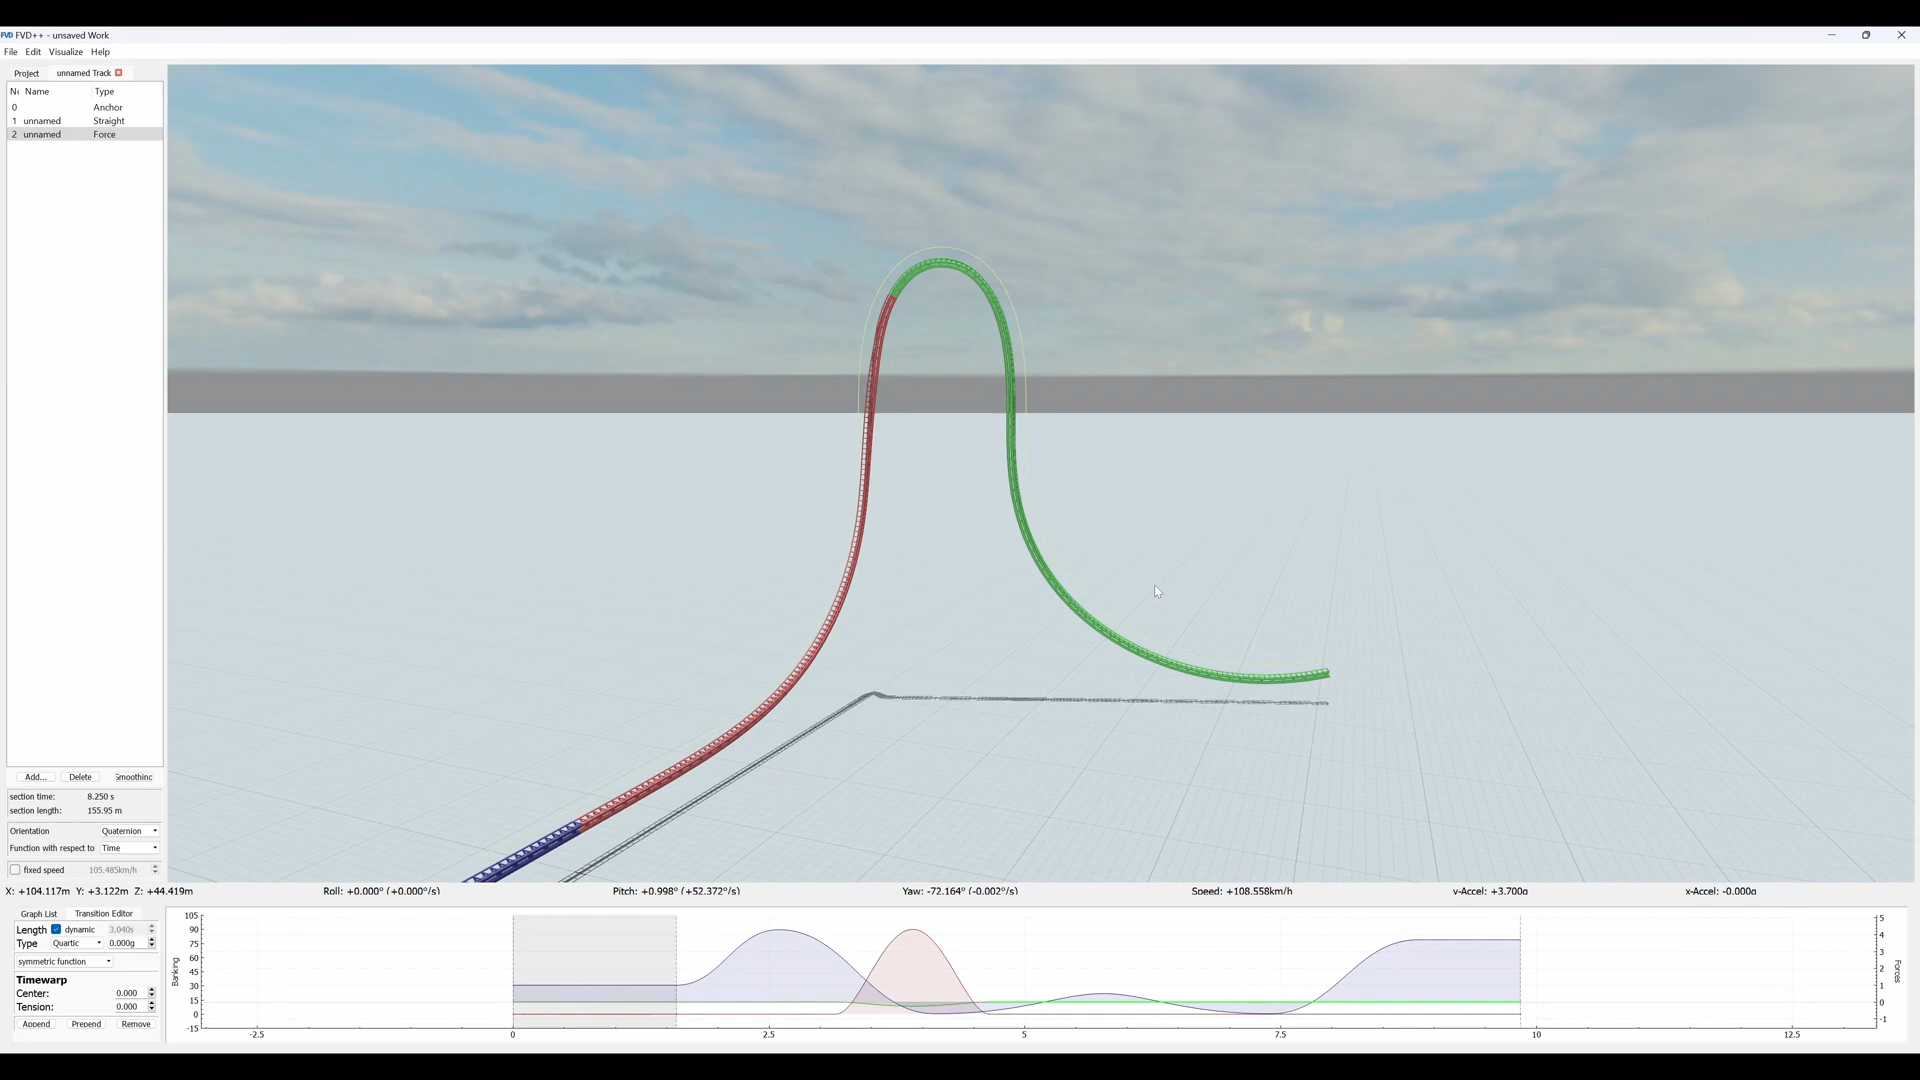 FVD FVD++ - unsaved Work
File Edit Visualize Help
Project unnamed Track
Name Type
0 Anchor
1 unnamed Straight
2 unnamed Force
Add... Delete Smoothing
section time: 8.250 s
section length: 155.95 m
Orientation Quaternion
Function with respect to Time
fixed speed 105.485km/h
X: +104.117m Y: +3.122m Z: +44.419m Roll: +0.000° (+0.000°/s) Pitch: +0.998° (+52.372°/s) Yaw: -72.164° (-0.002°/s) Speed: +108.558km/h v-Accel: +3.700g x-Accel: -0.000g
Graph List Transition Editor
Length dynamic 3.040s
Type Quartic 0.000g
symmetric function
Timewarp
Center: 0.000
Tension: 0.000
Append Prepend Remove
Banking
105
90
75
60
45
30
15
0
-15
-2.5 0 2.5 5 7.5 10 12.5
5
4
3
2
1
0
-1
Forces